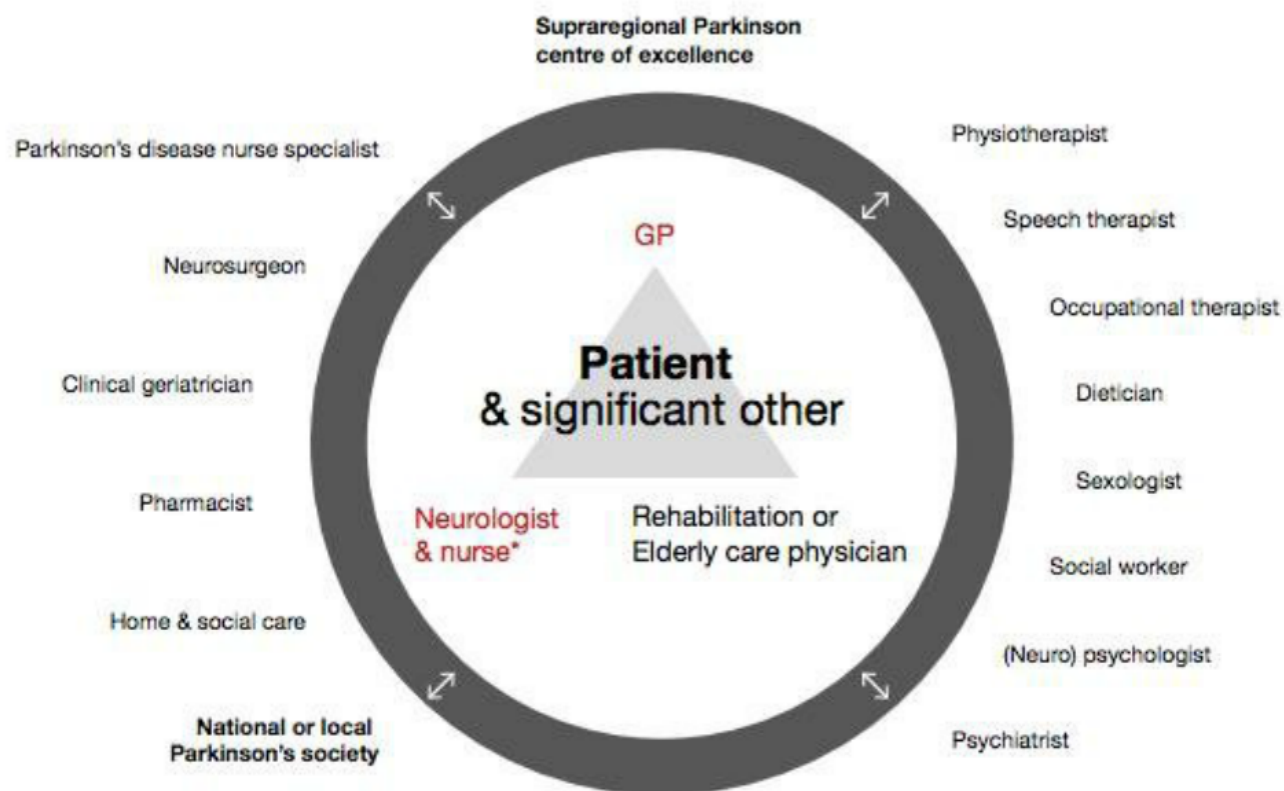 Supraregional Parkinson
centre of excellence
Parkinson's disease nurse specialist
Neurosurgeon
Clinical geriatrician
Pharmacist
Home & social care
National or local
Parkinson's society
GP
Patient
& significant other
Neurologist
& nurse*
Rehabilitation or
Elderly care physician
Physiotherapist
Speech therapist
Occupational therapist
Dietician
Sexologist
Social worker
(Neuro) psychologist
Psychiatrist